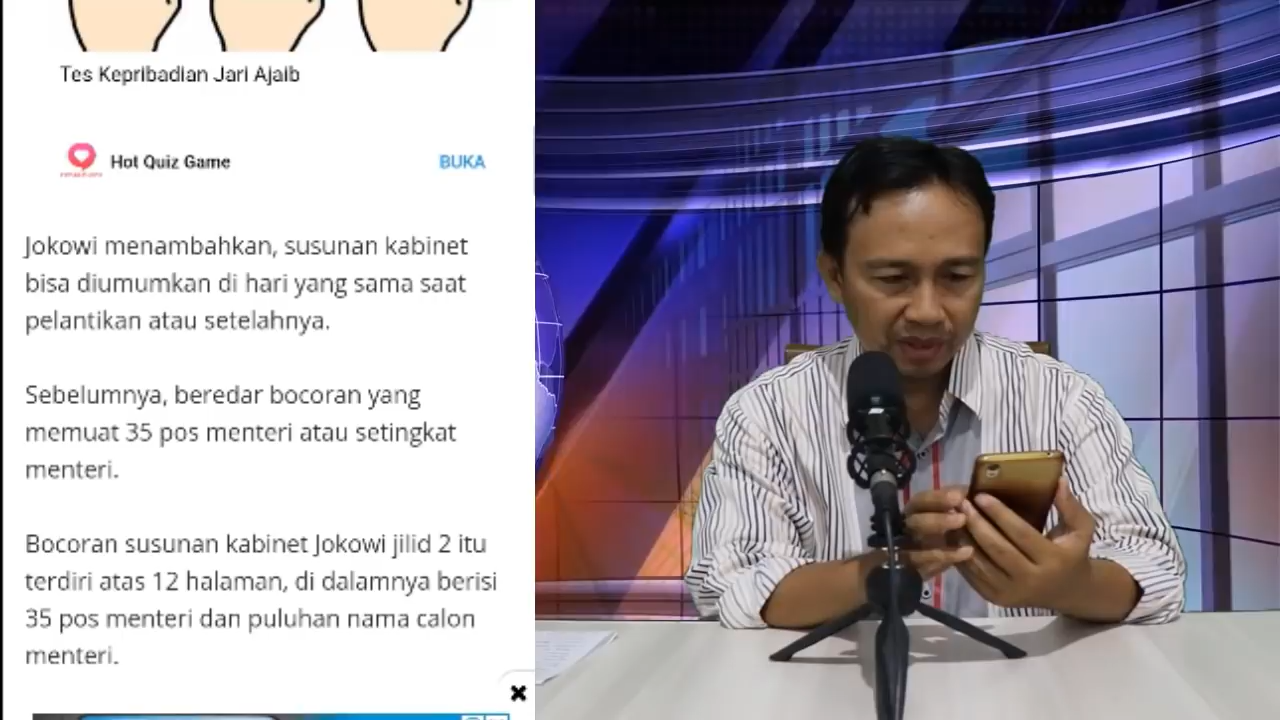 Tes Kepribadian Jari Ajaib
Hot Quiz Game
BUKA
Jokowi menambahkan, susunan kabinet
bisa diumumkan di hari yang sama saat
pelantikan atau setelahnya.
Sebelumnya, beredar bocoran yang
memuat 35 pos menteri atau setingkat
menteri.
Bocoran susunan kabinet Jokowi jilid 2 itu
terdiri atas 12 halaman, di dalamnya berisi
35 pos menteri dan puluhan nama calon
menteri.